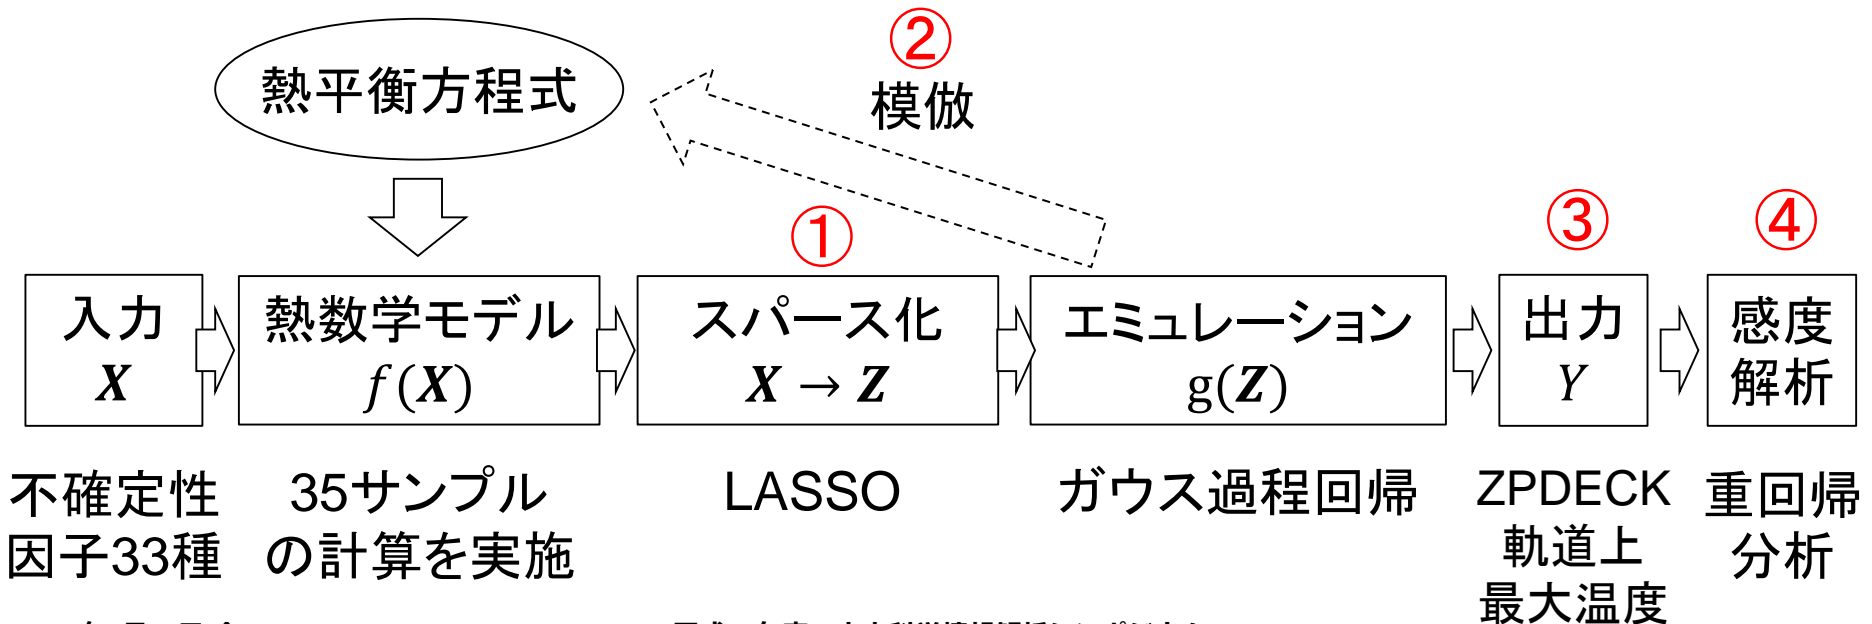 ②
熱平衡方程式
模倣
①
③
④
入力
X
熱数学モデル
f(X)
スパース化
X → Z
エミュレーション
g(Z)
出力
Y
感度
解析
不確定性
因子33種
35サンプル
の計算を実施
LASSO
ガウス過程回帰
ZPDECK
軌道上
最大温度
重回帰
分析